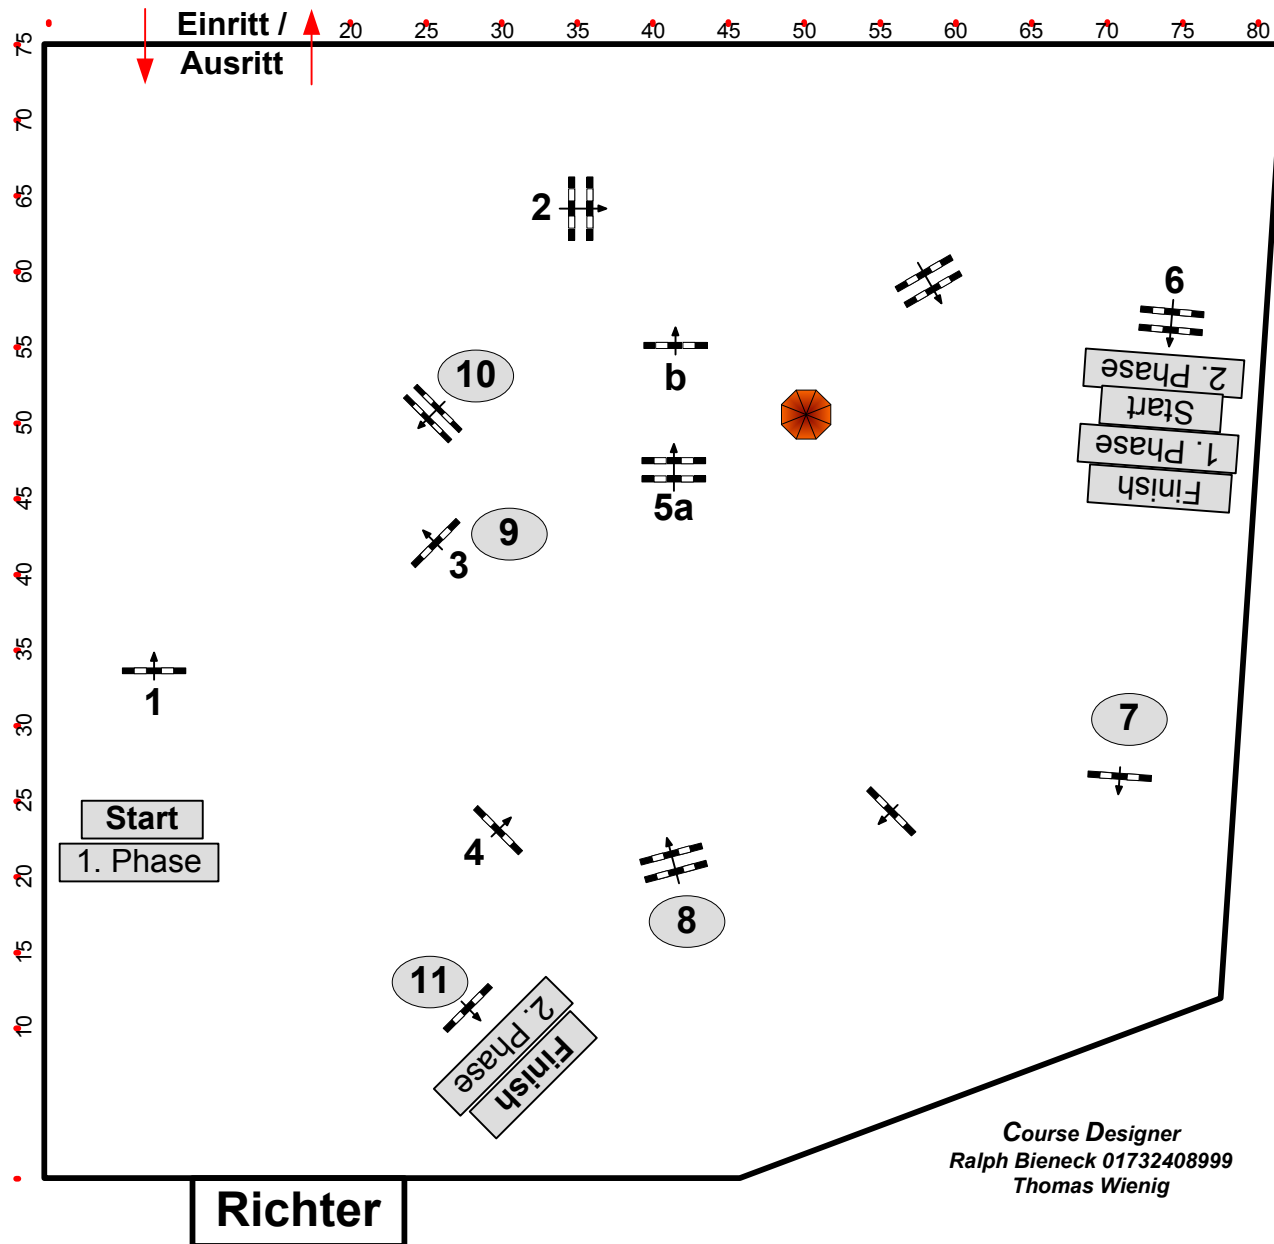 Einritt /
Ausritt
20 25 30 35 40 45 50 55 60 65 70 75 80
75
70
65
60
55
50
45
40
35
30
25
20
15
10
2
6
2. Phase
Start
1. Phase
Finish
10
b
5a
9
3
1
7
Start
1. Phase
4
8
11
2. Phase
Finish
Course Designer
Ralph Bieneck 01732408999
Thomas Wienig
Richter